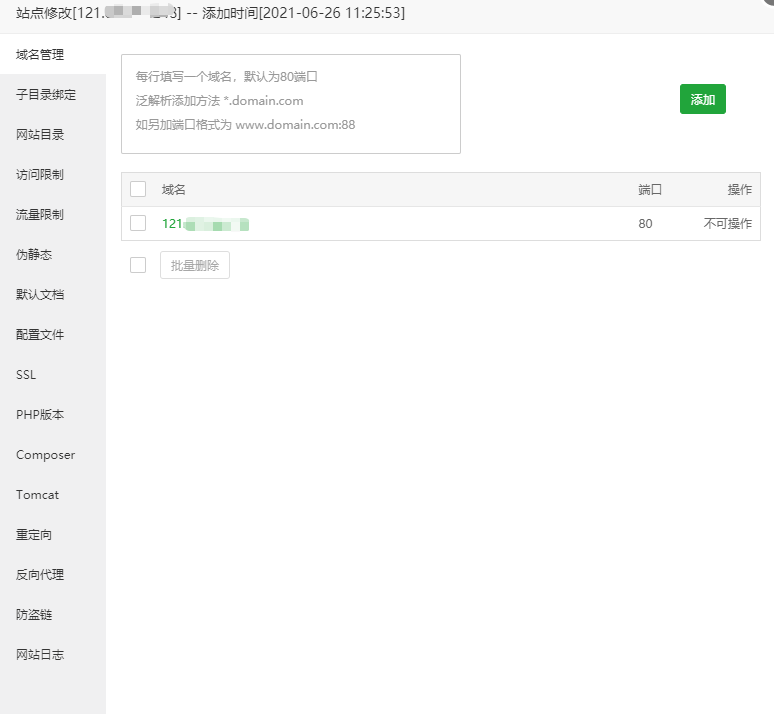 站点修改[121. ] -- 添加时间[2021-06-26 11:25:53]
域名管理
子目录绑定
网站目录
访问限制
流量限制
伪静态
默认文档
配置文件
SSL
PHP版本
Composer
Tomcat
重定向
反向代理
防盗链
网站日志
每行填写一个域名，默认为80端口
泛解析添加方法 *.domain.com
如另加端口格式为 www.domain.com:88
添加
域名 端口 操作
121 80 不可操作
批量删除